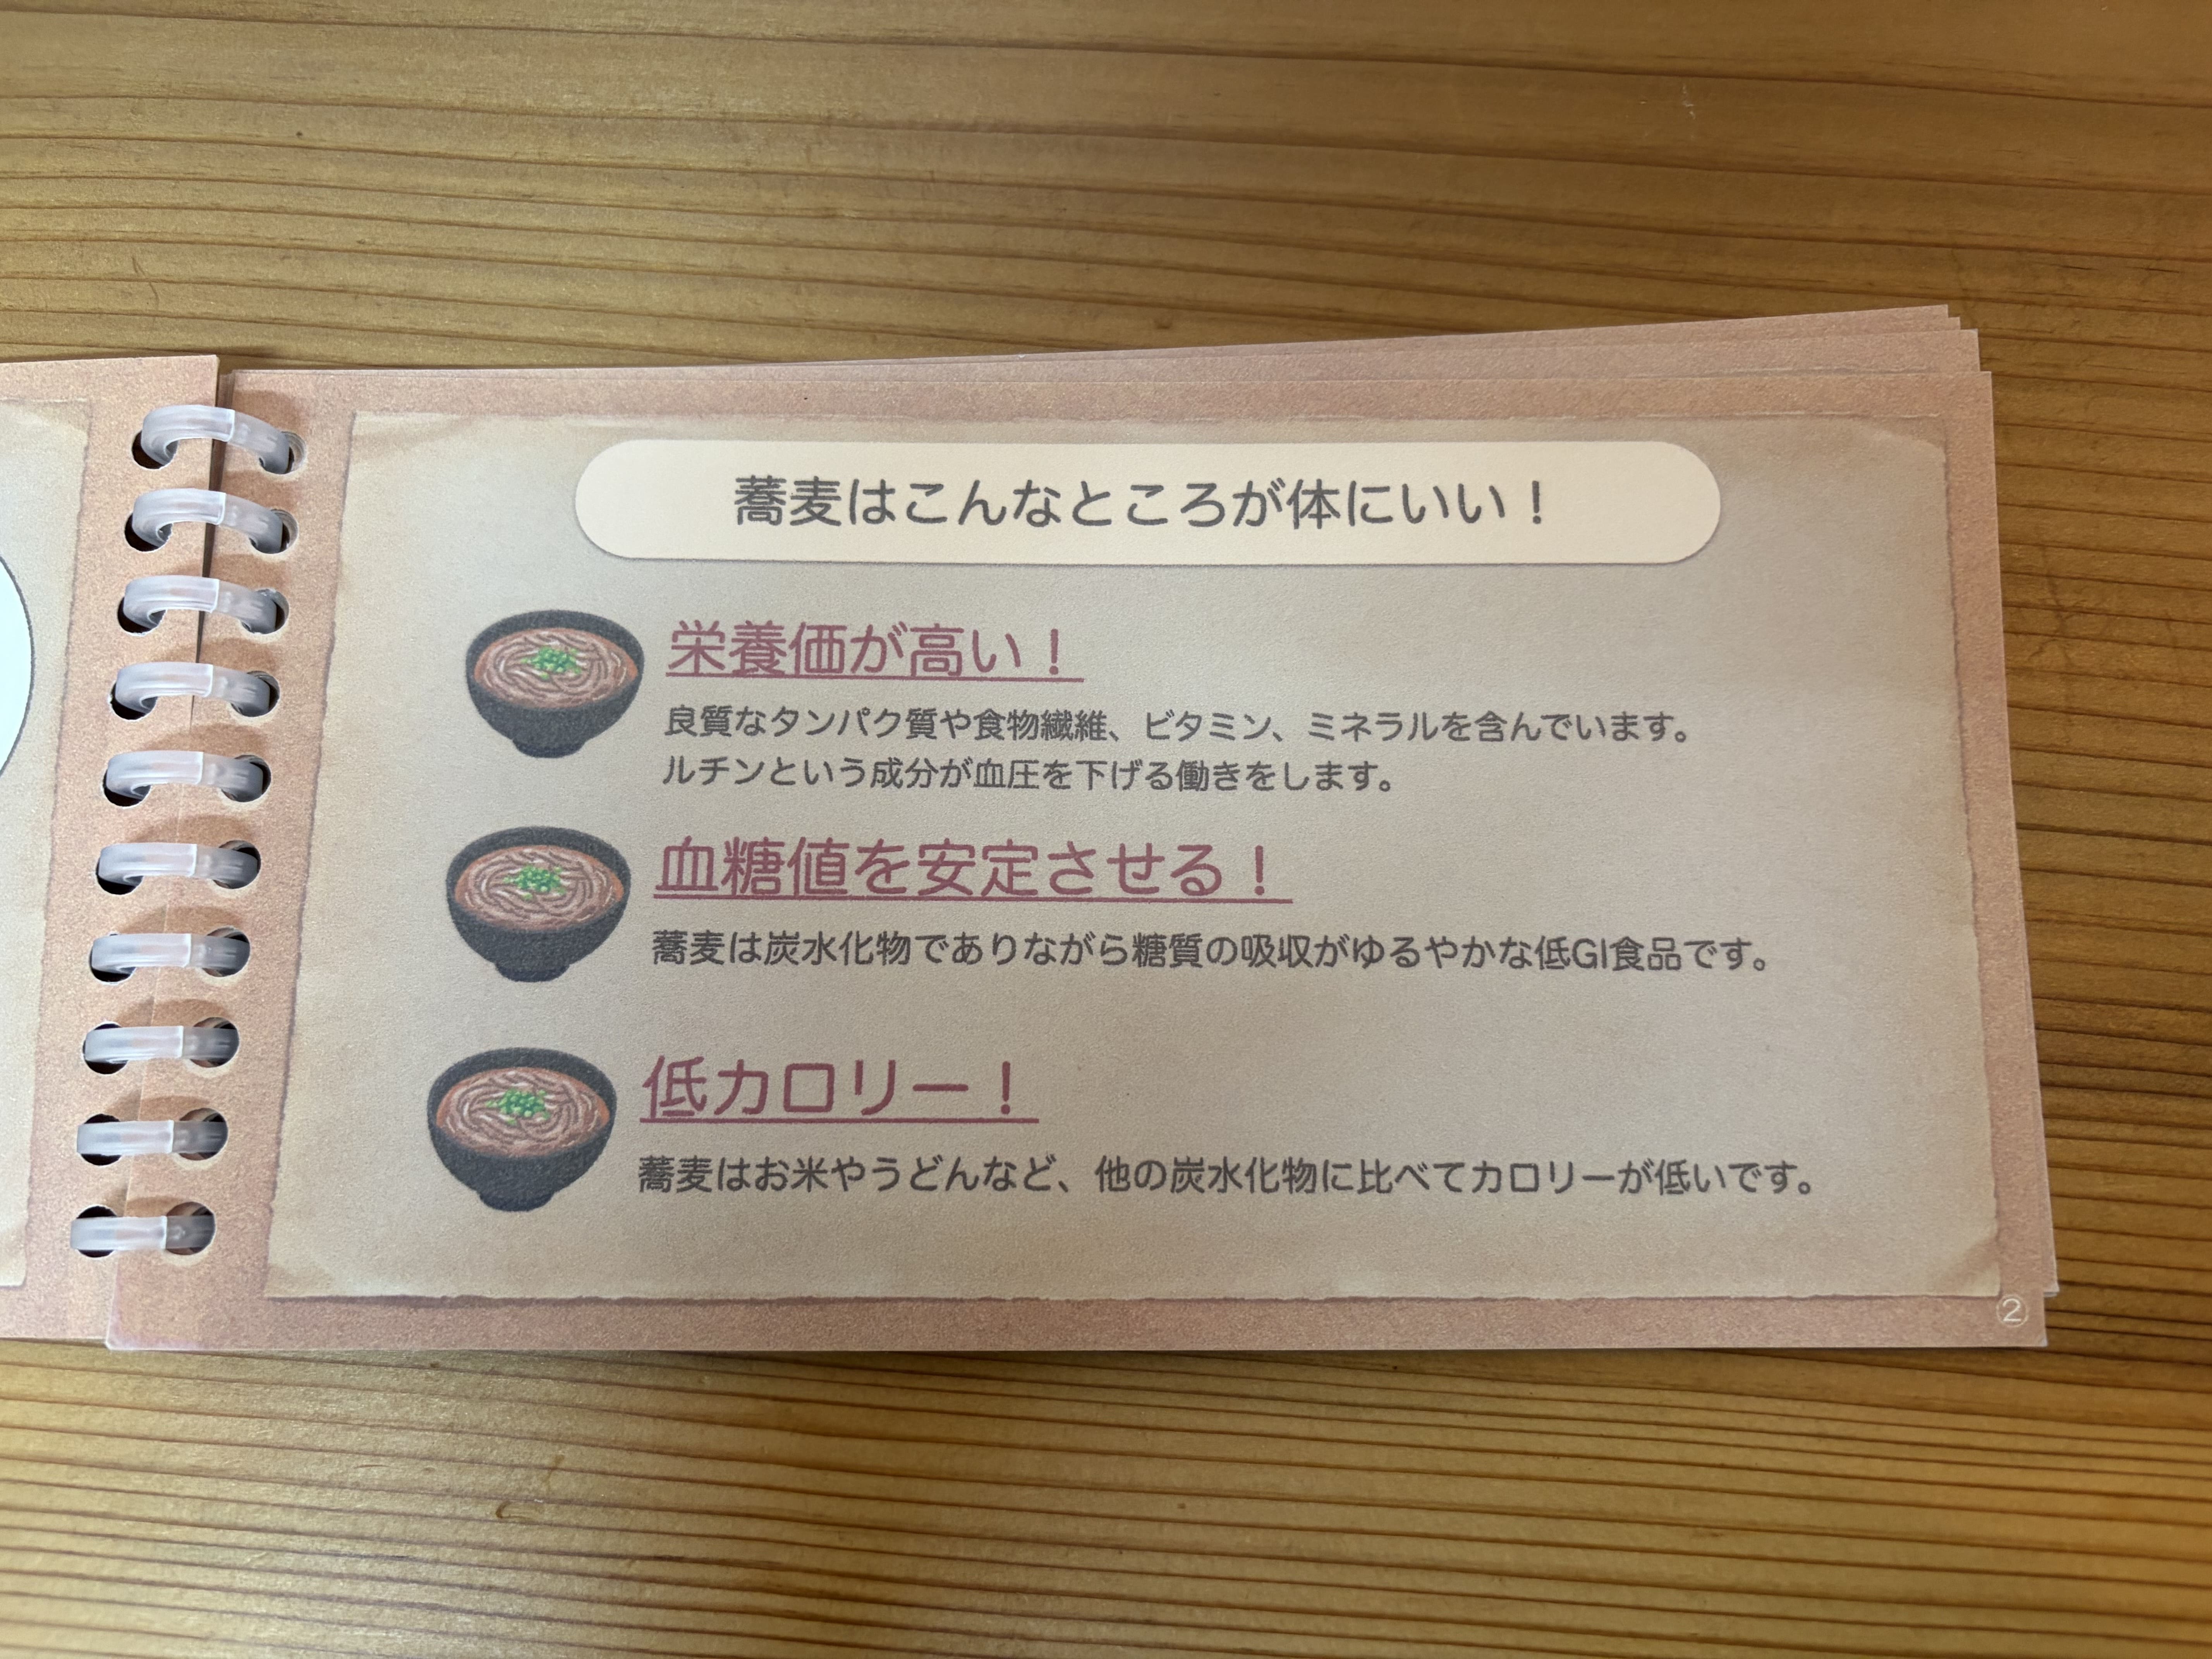 蕎麦はこんなところが体にいい！
栄養価が高い！
良質なタンパク質や食物繊維、ビタミン、ミネラルを含んでいます。
ルチンという成分が血圧を下げる働きをします。
血糖値を安定させる！
蕎麦は炭水化物でありながら糖質の吸収がゆるやかな低GI食品です。
低カロリー！
蕎麦はお米やうどんなど、他の炭水化物に比べてカロリーが低いです。
②